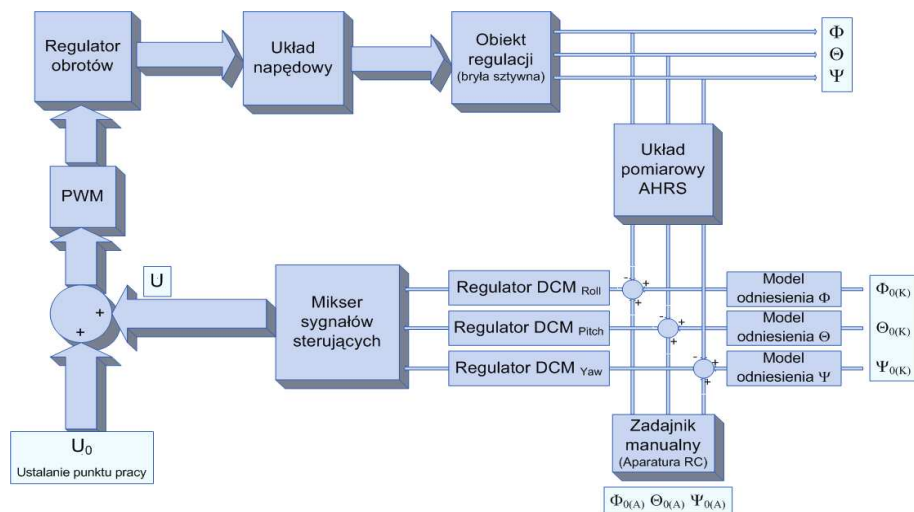 Regulator
obrotów
Układ
napędowy
Obiekt
regulacji
(bryła sztywna)
Φ
Θ
Ψ
Układ
pomiarowy
AHRS
PWM
U
+
+
Mikser
sygnałów
sterujących
Regulator DCM Roll
- +
+
Model
odniesienia Φ
Φ0(K)
Regulator DCM Pitch
- +
+
Model
odniesienia Θ
Θ0(K)
Regulator DCM Yaw
- +
+
Model
odniesienia Ψ
Ψ0(K)
U0
Ustalanie punktu pracy
Zadajnik
manualny
(Aparatura RC)
Φ0(A) Θ0(A) Ψ0(A)